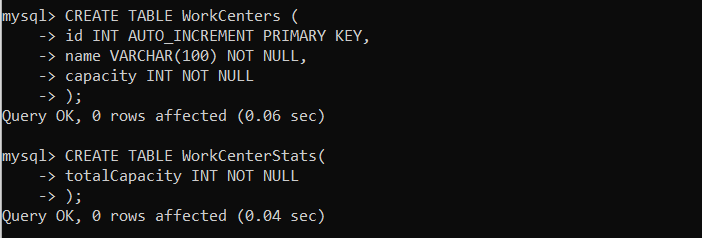 mysql> CREATE TABLE WorkCenters (
    -> id INT AUTO_INCREMENT PRIMARY KEY,
    -> name VARCHAR(100) NOT NULL,
    -> capacity INT NOT NULL
    -> );
Query OK, 0 rows affected (0.06 sec)

mysql> CREATE TABLE WorkCenterStats(
    -> totalCapacity INT NOT NULL
    -> );
Query OK, 0 rows affected (0.04 sec)